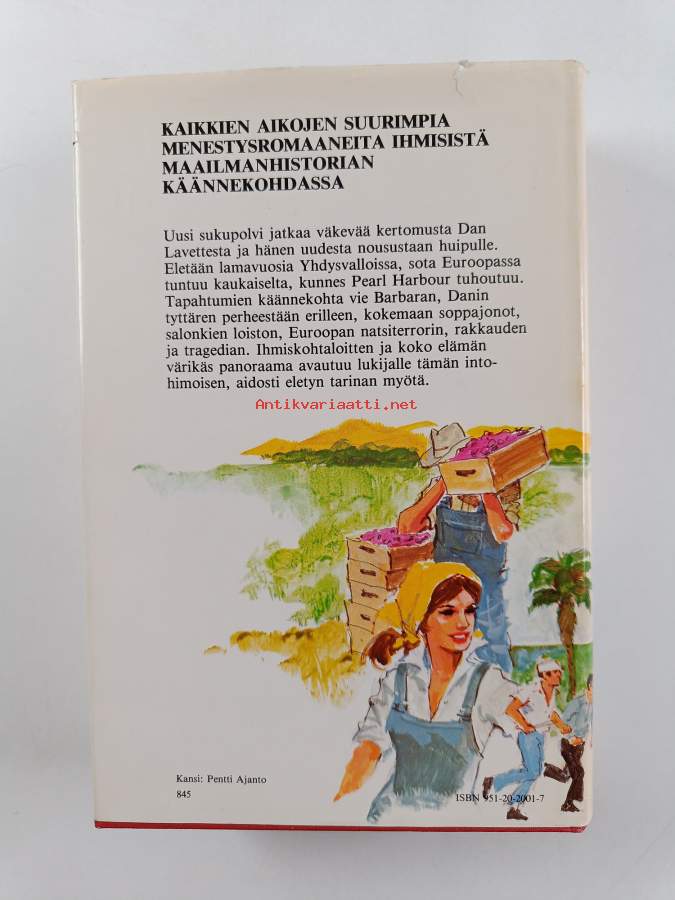 KAIKKIEN AIKOJEN SUURIMPIA
MENESTYSROMAANEITA IHMISISTÄ
MAAILMANHISTORIAN
KÄÄNNEKOHDASSA
Uusi sukupolvi jatkaa väkevää kertomusta Dan
Lavettesta ja hänen uudesta nousustaan huipulle.
Eletään lamavuosia Yhdysvalloissa, sota Euroopassa
tuntuu kaukaiselta, kunnes Pearl Harbour tuhoutuu.
Tapahtumien käännekohta vie Barbaran, Danin
tyttären perheestään erilleen, kokemaan soppajonot,
salonkien loiston, Euroopan natsiterrorin, rakkauden
ja tragedian. Ihmiskohtaloitten ja koko elämän
värikäs panoraama avautuu lukijalle tämän into-
himoisen, aidosti eletyn tarinan myötä.
Antikvariaatti.net
Kansi: Pentti Ajanto
845
ISBN 951-20-2001-7